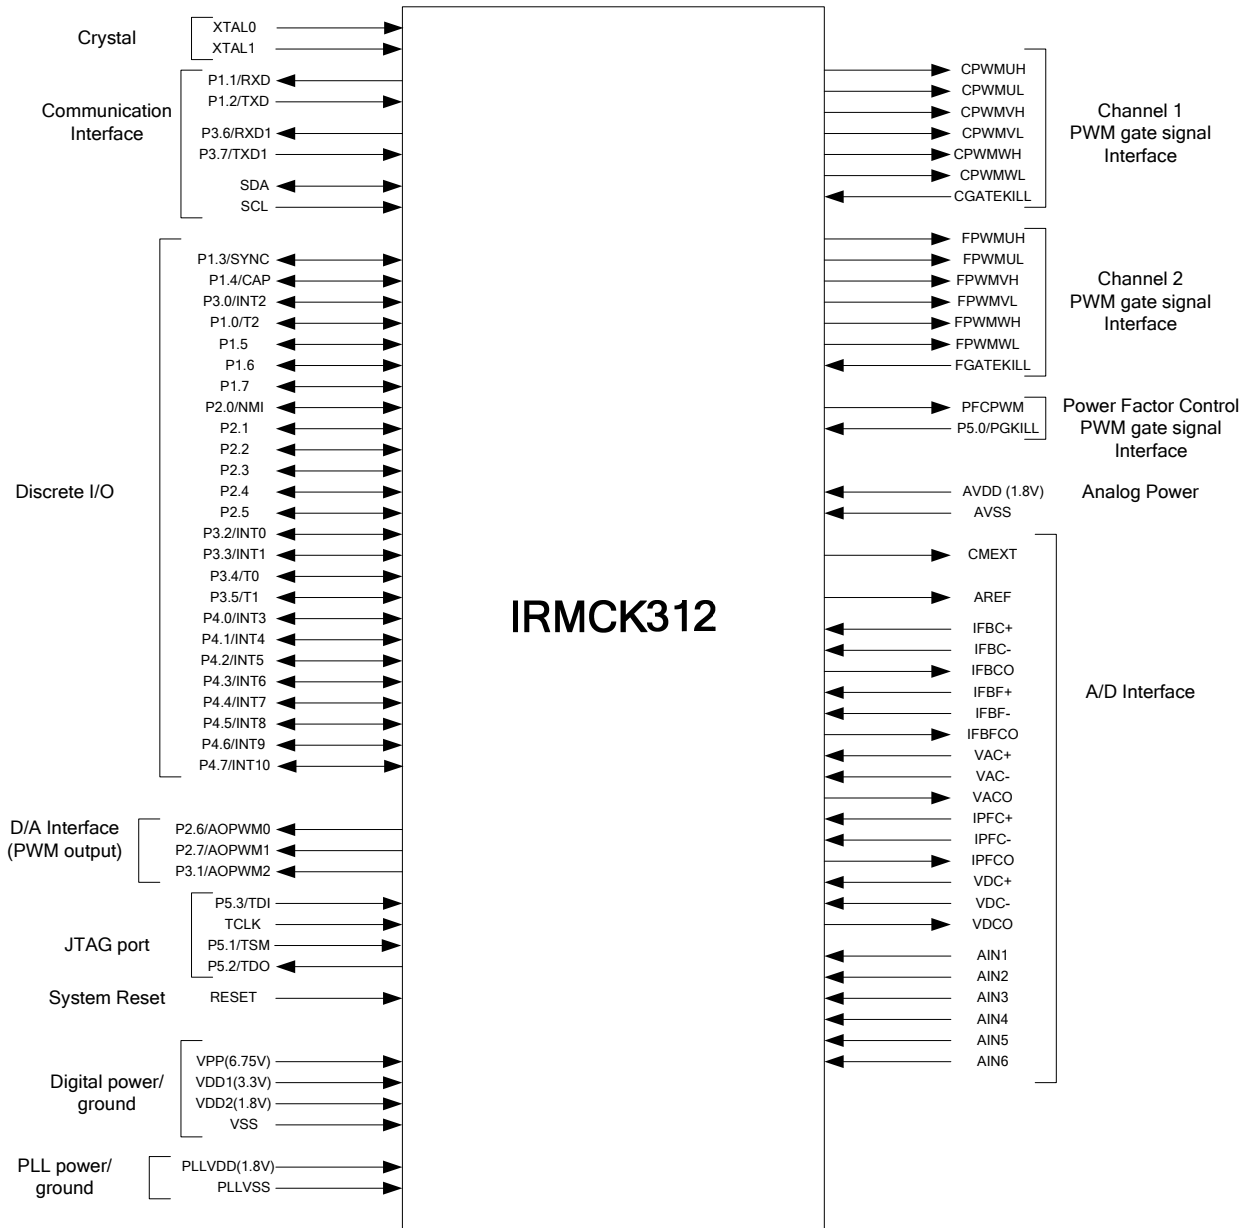 Crystal
XTAL0
XTAL1
Communication
Interface
P1.1/RXD
P1.2/TXD
P3.6/RXD1
P3.7/TXD1
SDA
SCL
Discrete I/O
P1.3/SYNC
P1.4/CAP
P3.0/INT2
P1.0/T2
P1.5
P1.6
P1.7
P2.0/NMI
P2.1
P2.2
P2.3
P2.4
P2.5
P3.2/INT0
P3.3/INT1
P3.4/T0
P3.5/T1
P4.0/INT3
P4.1/INT4
P4.2/INT5
P4.3/INT6
P4.4/INT7
P4.5/INT8
P4.6/INT9
P4.7/INT10
D/A Interface
(PWM output)
P2.6/AOPWM0
P2.7/AOPWM1
P3.1/AOPWM2
JTAG port
P5.3/TDI
TCLK
P5.1/TSM
P5.2/TDO
System Reset
RESET
Digital power/
ground
VPP(6.75V)
VDD1(3.3V)
VDD2(1.8V)
VSS
PLL power/
ground
PLLVDD(1.8V)
PLLVSS
IRMCK312
CPWMUH
CPWMUL
CPWMVH
CPWMVL
CPWMWH
CPWMWL
CGATEKILL
Channel 1
PWM gate signal
Interface
FPWMUH
FPWMUL
FPWMVH
FPWMVL
FPWMWH
FPWMWL
FGATEKILL
Channel 2
PWM gate signal
Interface
PFCPWM
P5.0/PGKILL
Power Factor Control
PWM gate signal
Interface
AVDD (1.8V)
AVSS
Analog Power
CMEXT
AREF
IFBC+
IFBC-
IFBCO
IFBF+
IFBF-
IFBFCO
VAC+
VAC-
VACO
IPFC+
IPFC-
IPFCO
VDC+
VDC-
VDCO
AIN1
AIN2
AIN3
AIN4
AIN5
AIN6
A/D Interface